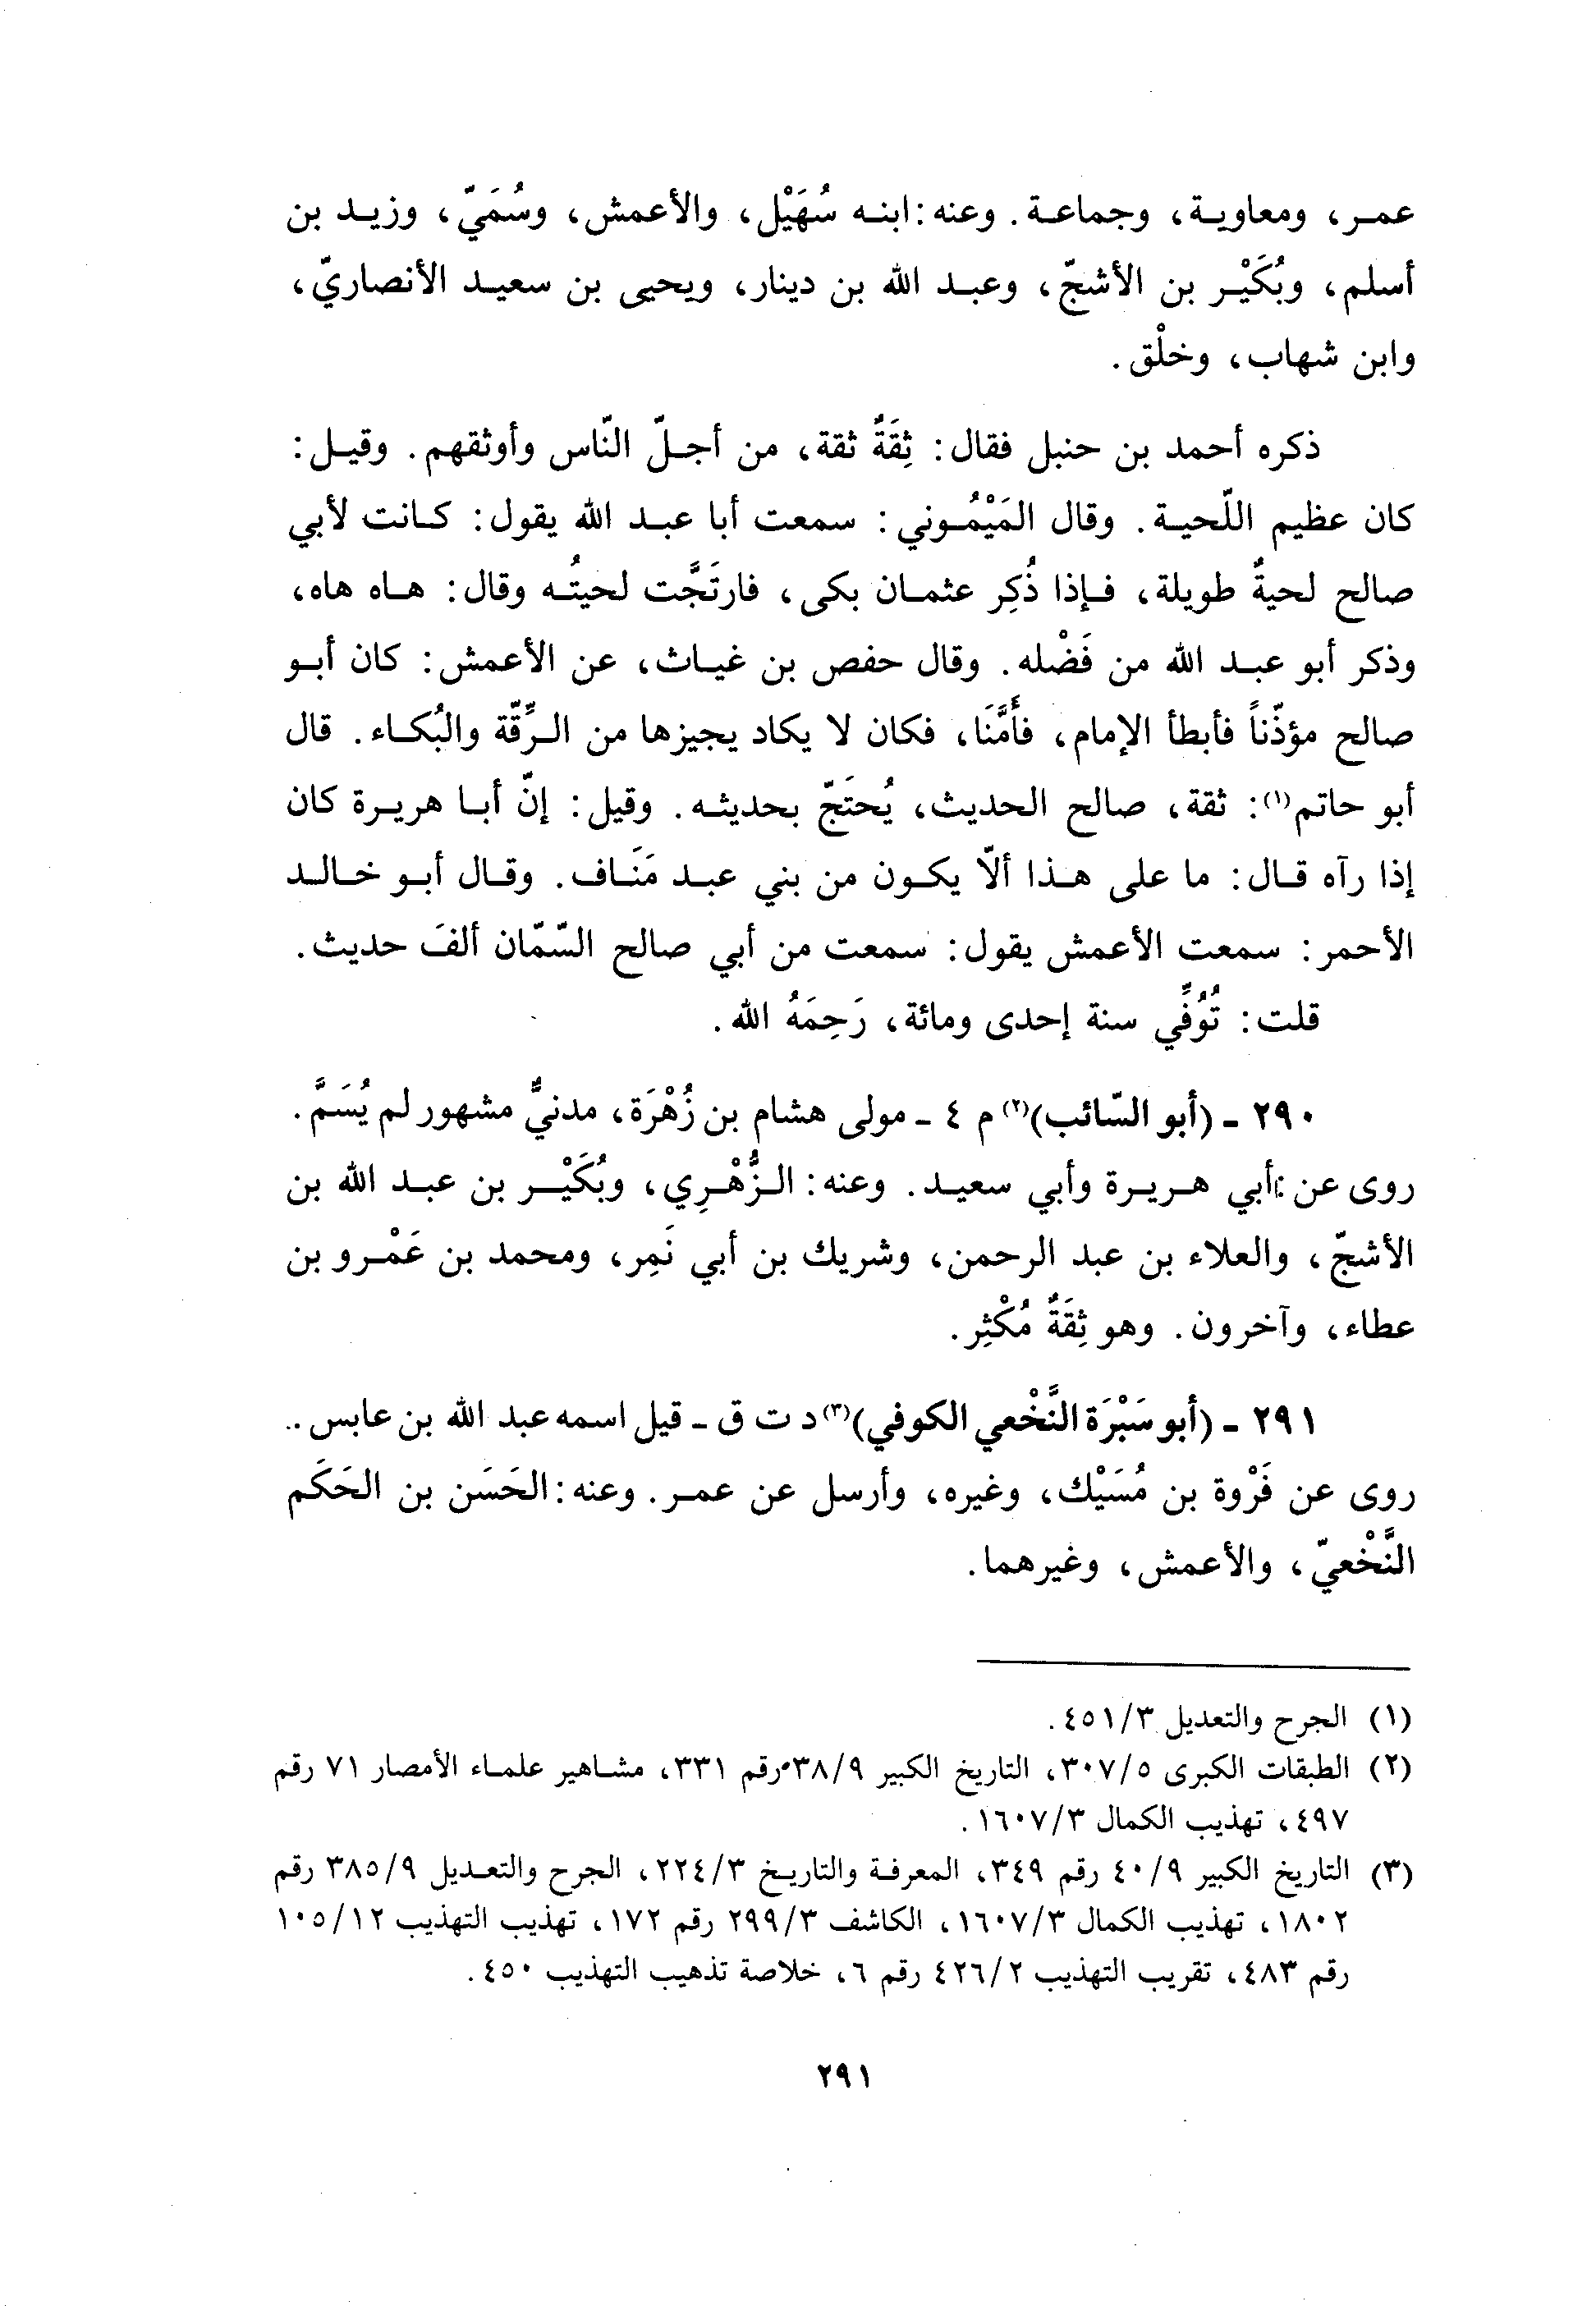 عمر، ومعاوية، وجماعة. وعنه: ابنه سُهَيْل، والأعمش، وسُمَيّ، وزيد بن
أسلم، وبُكَيْر بن الأشجّ، وعبد الله بن دينار، ويحيى بن سعيد الأنصاريّ،
وابن شهاب، وخلْق.
ذكره أحمد بن حنبل فقال: ثِقَةٌ ثقة، من أجلّ النّاس وأوثقهم. وقيل:
كان عظيم اللّحية. وقال المَيْمُوني: سمعت أبا عبد الله يقول: كانت لأبي
صالح لحيةٌ طويلة، فإذا ذُكِر عثمان بكى، فارتَجَّت لحيتُه وقال: هاه هاه،
وذكر أبو عبد الله من فَضْله. وقال حفص بن غياث، عن الأعمش: كان أبو
صالح مؤذّناً فأبطأ الإمام، فأَمَّنَا، فكان لا يكاد يجيزها من الرِّقّة والبُكاء. قال
أبو حاتم(١): ثقة، صالح الحديث، يُحتَجّ بحديثه. وقيل: إنّ أبا هريرة كان
إذا رآه قال: ما على هذا ألّا يكون من بني عبد مَنَاف. وقال أبو خالد
الأحمر: سمعت الأعمش يقول: سمعت من أبي صالح السّمّان ألفَ حديث.
قلت: تُوُفِّي سنة إحدى ومائة، رَحِمَهُ الله.
٢٩٠ - (أبو السّائب)(٢) م ٤ - مولى هشام بن زُهْرَة، مدنيٌّ مشهور لم يُسَمَّ.
روى عن: أبي هريرة وأبي سعيد. وعنه: الزُّهْرِي، وبُكَيْر بن عبد الله بن
الأشجّ، والعلاء بن عبد الرحمن، وشريك بن أبي نَمِر، ومحمد بن عَمْرو بن
عطاء، وآخرون. وهو ثِقَةٌ مُكْثِر.
٢٩١ - (أبو سَبْرَة النَّخْعي الكوفي)(٣) د ت ق - قيل اسمه عبد الله بن عابس..
روى عن فَرْوة بن مُسَيْك، وغيره، وأرسل عن عمر. وعنه: الحَسَن بن الحَكَم
النَّخْعيّ، والأعمش، وغيرهما.
(١) الجرح والتعديل ٤٥١/٣.
(٢) الطبقات الكبرى ٣٠٧/٥، التاريخ الكبير ٣٨/٩ رقم ٣٣١، مشاهير علماء الأمصار ٧١ رقم
٤٩٧، تهذيب الكمال ١٦٠٧/٣.
(٣) التاريخ الكبير ٤٠/٩ رقم ٣٤٩، المعرفة والتاريخ ٢٢٤/٣، الجرح والتعديل ٣٨٥/٩ رقم
١٨٠٢، تهذيب الكمال ١٦٠٧/٣، الكاشف ٢٩٩/٣ رقم ١٧٢، تهذيب التهذيب ١٠٥/١٢
رقم ٤٨٣، تقريب التهذيب ٤٢٦/٢ رقم ٦، خلاصة تذهيب التهذيب ٤٥٠.
٢٩١